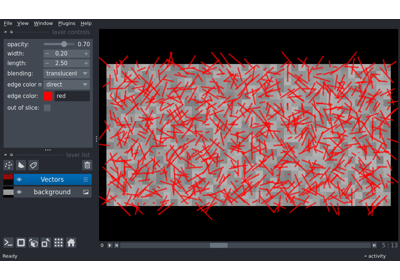 File View Window Plugins Help
layer controls
opacity: 0.70
width: 0.20
length: 2.50
blending: translucent
edge color m direct
edge color: red
out of slice:
layer list
Vectors
background
0 5 13
Ready activity